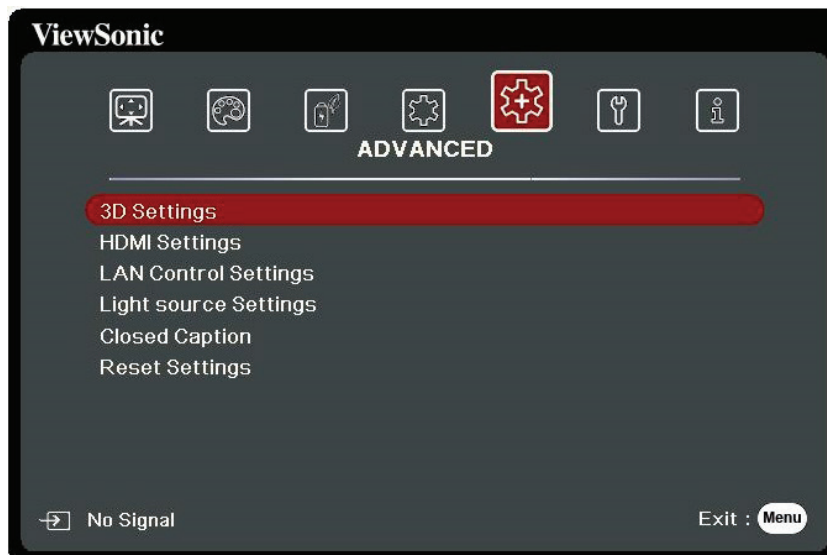 ViewSonic
ADVANCED
3D Settings
HDMI Settings
LAN Control Settings
Light source Settings
Closed Caption
Reset Settings
No Signal
Exit : Menu